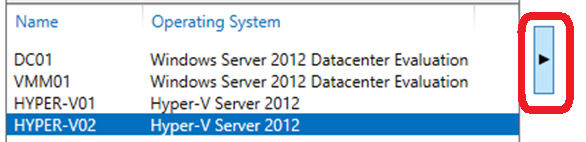 Name Operating System
DC01 Windows Server 2012 Datacenter Evaluation
VMM01 Windows Server 2012 Datacenter Evaluation
HYPER-V01 Hyper-V Server 2012
HYPER-V02 Hyper-V Server 2012